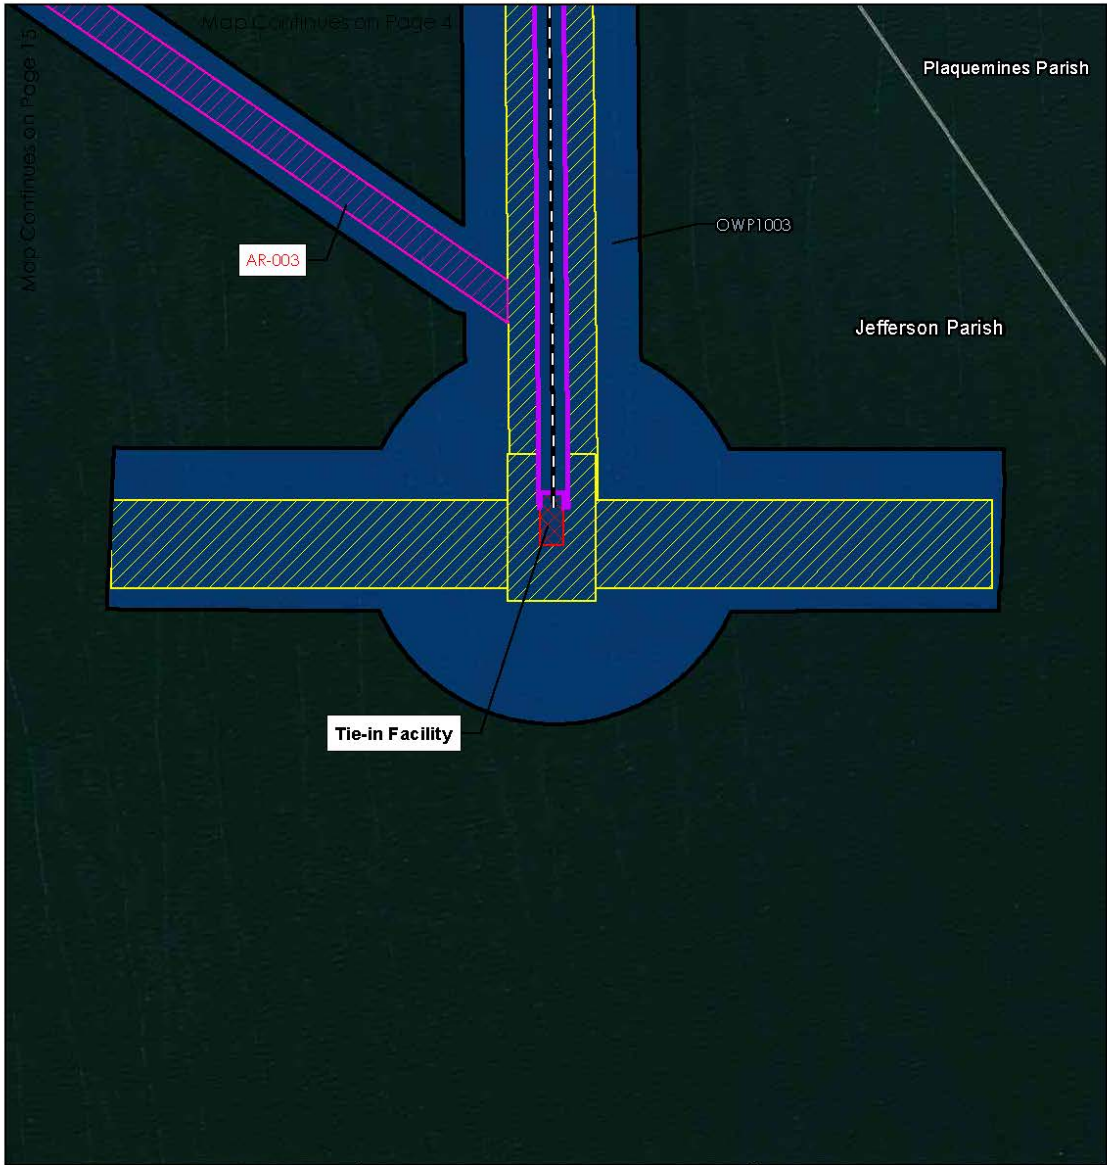 Map Continues on Page 4
Map Continues on Page 15
Plaquemines Parish
OWP1003
AR-003
Jefferson Parish
Tie-in Facility